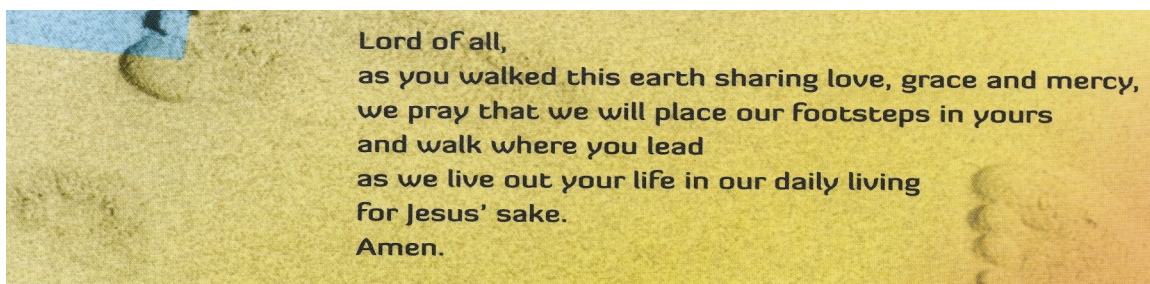 Lord of all,
as you walked this earth sharing love, grace and mercy,
we pray that we will place our footsteps in yours
and walk where you lead
as we live out your life in our daily living
for Jesus’ sake.
Amen.